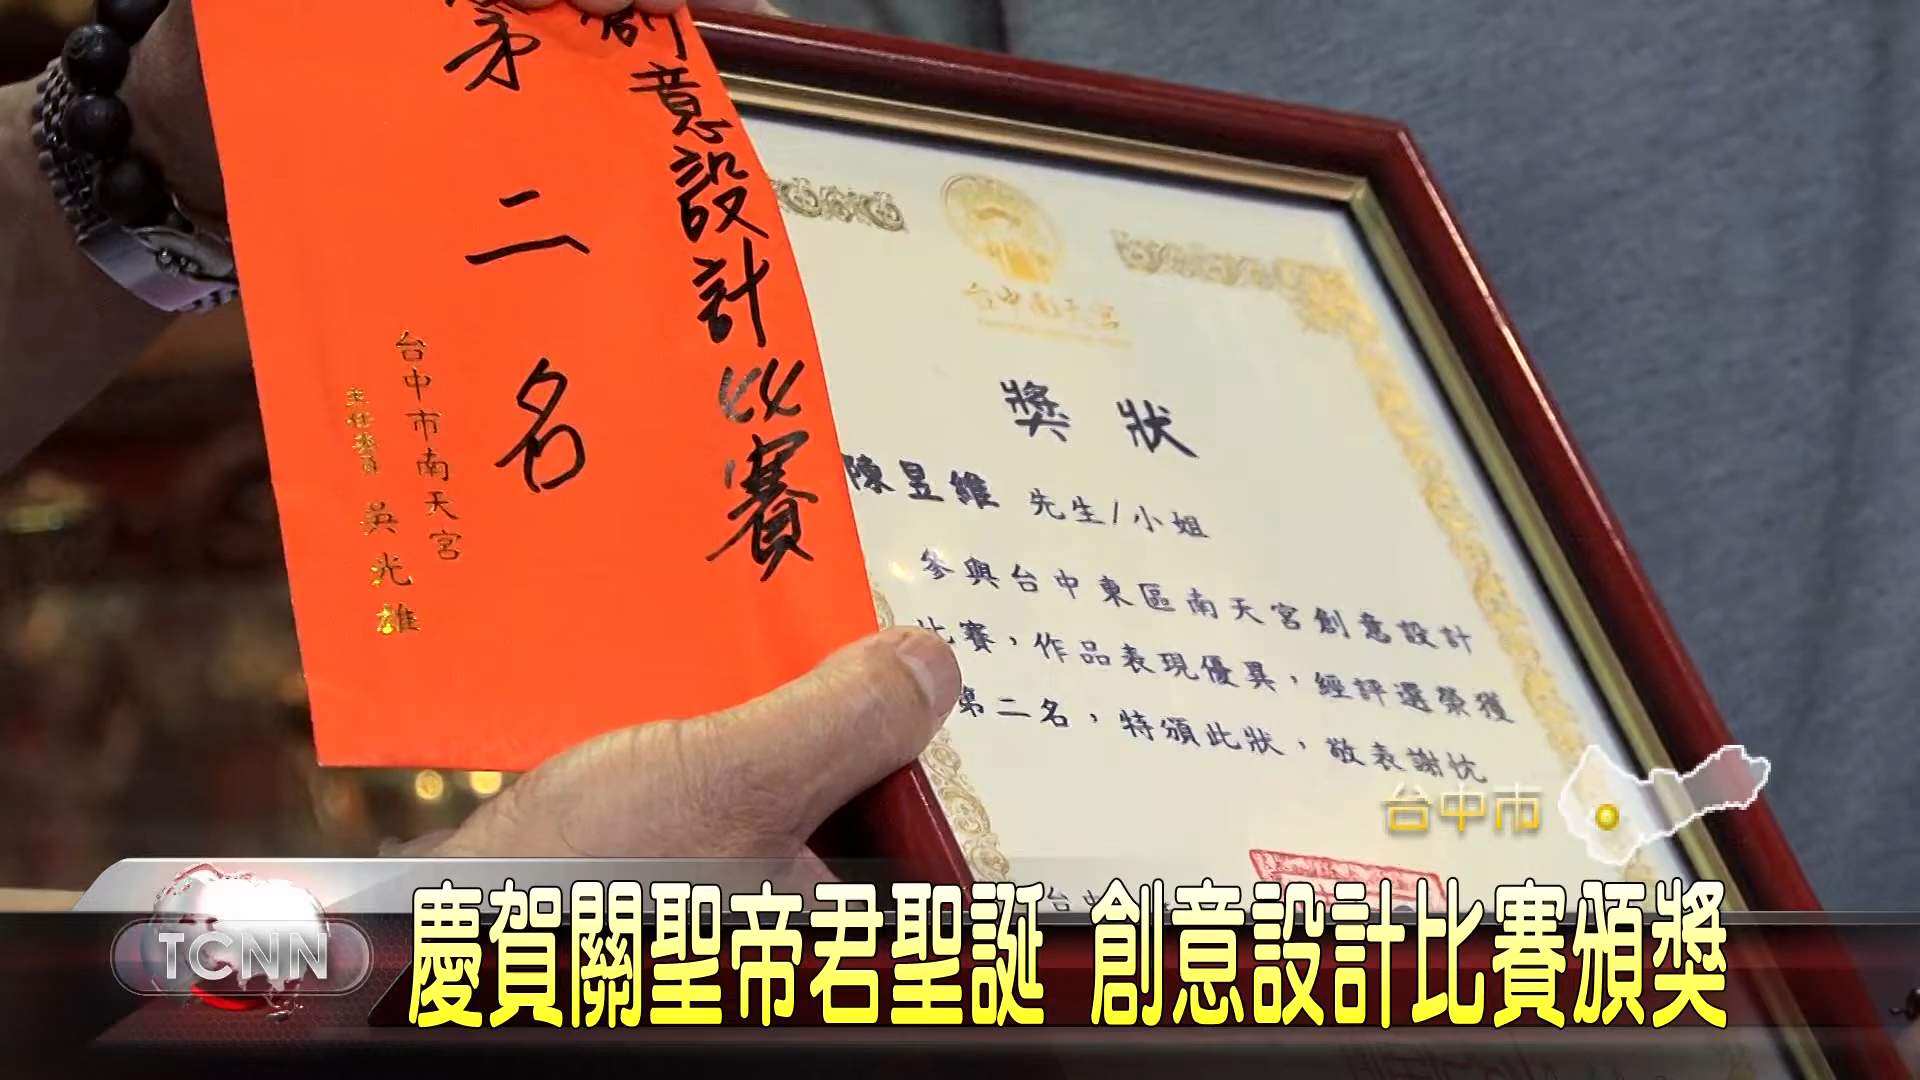 創意設計比賽
第二名
台中市南天宮
主任委員 吳光雄
台中南天宮
獎狀
陳昱維 先生/小姐
參與台中東區南天宮創意設計
比賽，作品表現優異，經評選榮獲
第二名，特頒此狀，敬表謝忱
台中市
TCNN
慶賀關聖帝君聖誕 創意設計比賽頒獎